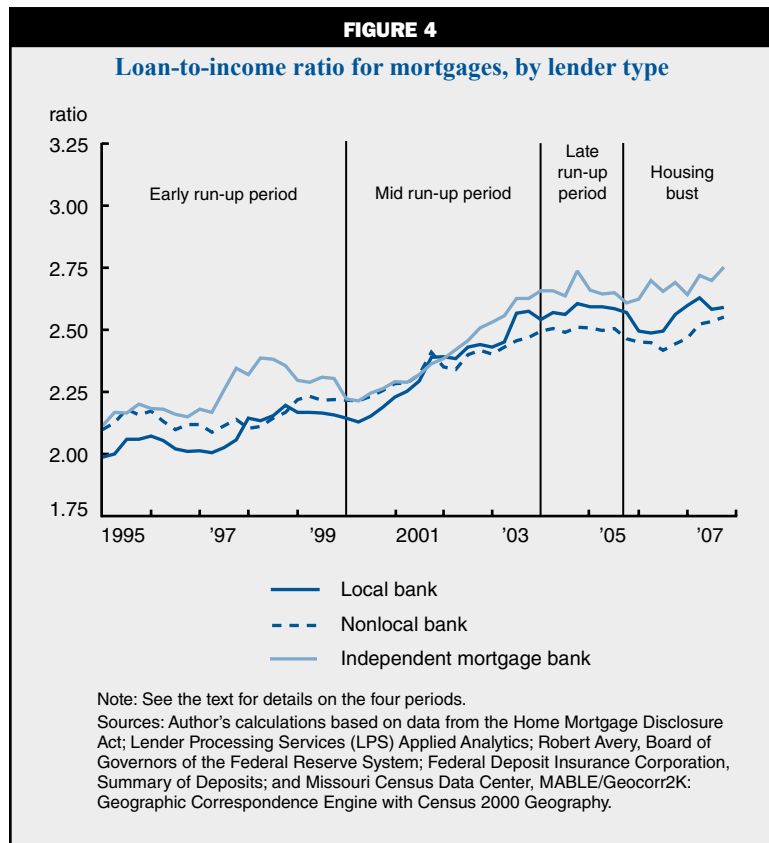 FIGURE 4
Loan-to-income ratio for mortgages, by lender type
ratio
3.25
3.00
2.75
2.50
2.25
2.00
1.75
Early run-up period
Mid run-up period
Late
run-up
period
Housing
bust
1995 '97 '99 2001 '03 '05 '07
Local bank
Nonlocal bank
Independent mortgage bank
Note: See the text for details on the four periods.
Sources: Author's calculations based on data from the Home Mortgage Disclosure
Act; Lender Processing Services (LPS) Applied Analytics; Robert Avery, Board of
Governors of the Federal Reserve System; Federal Deposit Insurance Corporation,
Summary of Deposits; and Missouri Census Data Center, MABLE/Geocorr2K:
Geographic Correspondence Engine with Census 2000 Geography.